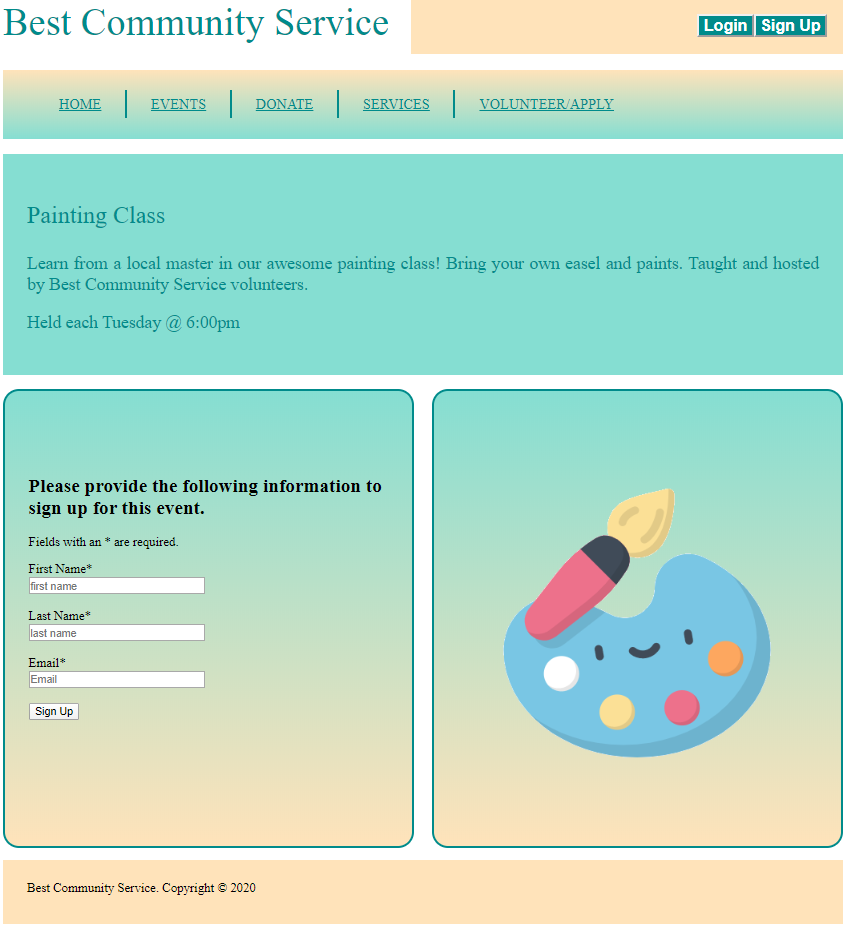 Best Community Service
Login Sign Up
HOME EVENTS DONATE SERVICES VOLUNTEER/APPLY
Painting Class
Learn from a local master in our awesome painting class! Bring your own easel and paints. Taught and hosted
by Best Community Service volunteers.
Held each Tuesday @ 6:00pm
Please provide the following information to
sign up for this event.
Fields with an * are required.
First Name*
first name
Last Name*
last name
Email*
Email
Sign Up
Best Community Service. Copyright © 2020